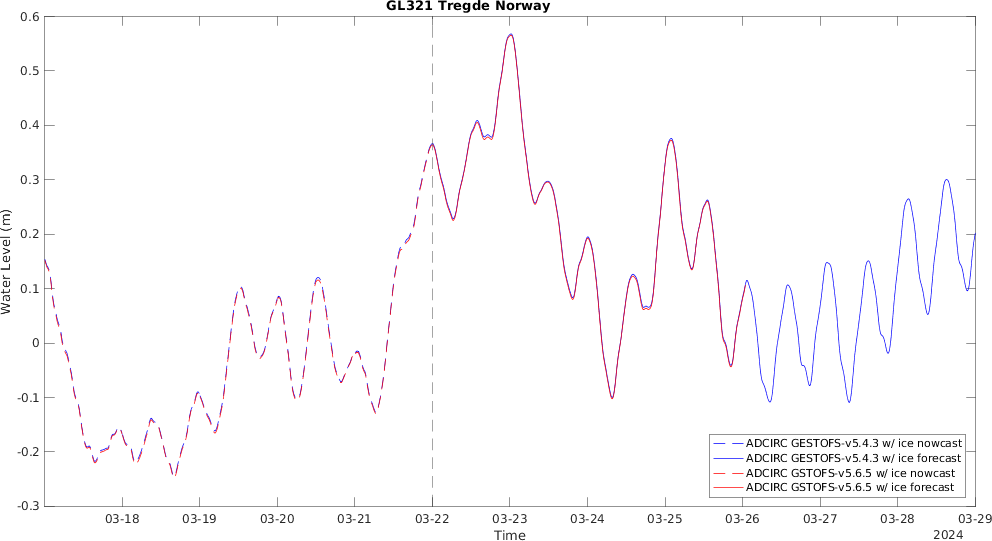 GL321 Tregde Norway
0.6
0.5
0.4
0.3
0.2
0.1
0
-0.1
-0.2
-0.3
Water Level (m)
03-18 03-19 03-20 03-21 03-22 03-23 03-24 03-25 03-26 03-27 03-28 03-29
Time
2024
ADCIRC GESTOFS-v5.4.3 w/ ice nowcast
ADCIRC GESTOFS-v5.4.3 w/ ice forecast
ADCIRC GSTOFS-v5.6.5 w/ ice nowcast
ADCIRC GSTOFS-v5.6.5 w/ ice forecast